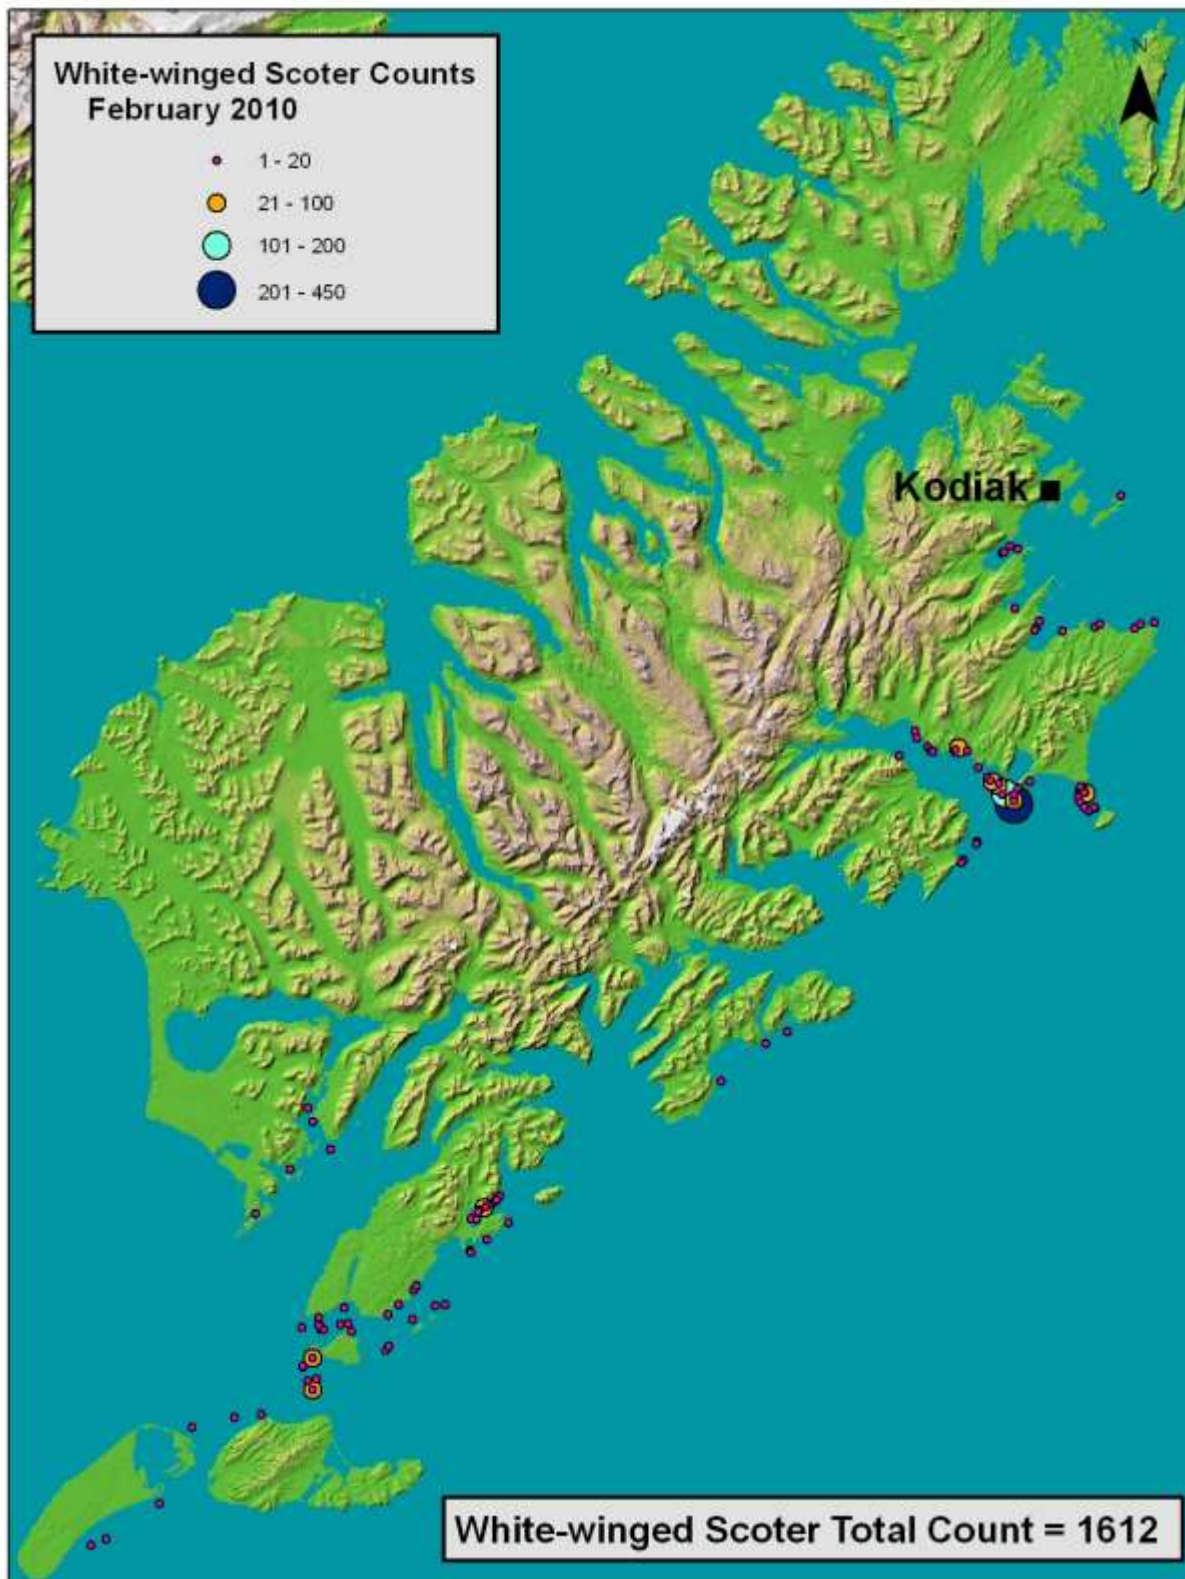 White-winged Scoter Counts
February 2010
1 - 20
21 - 100
101 - 200
201 - 450
N
Kodiak
White-winged Scoter Total Count = 1612